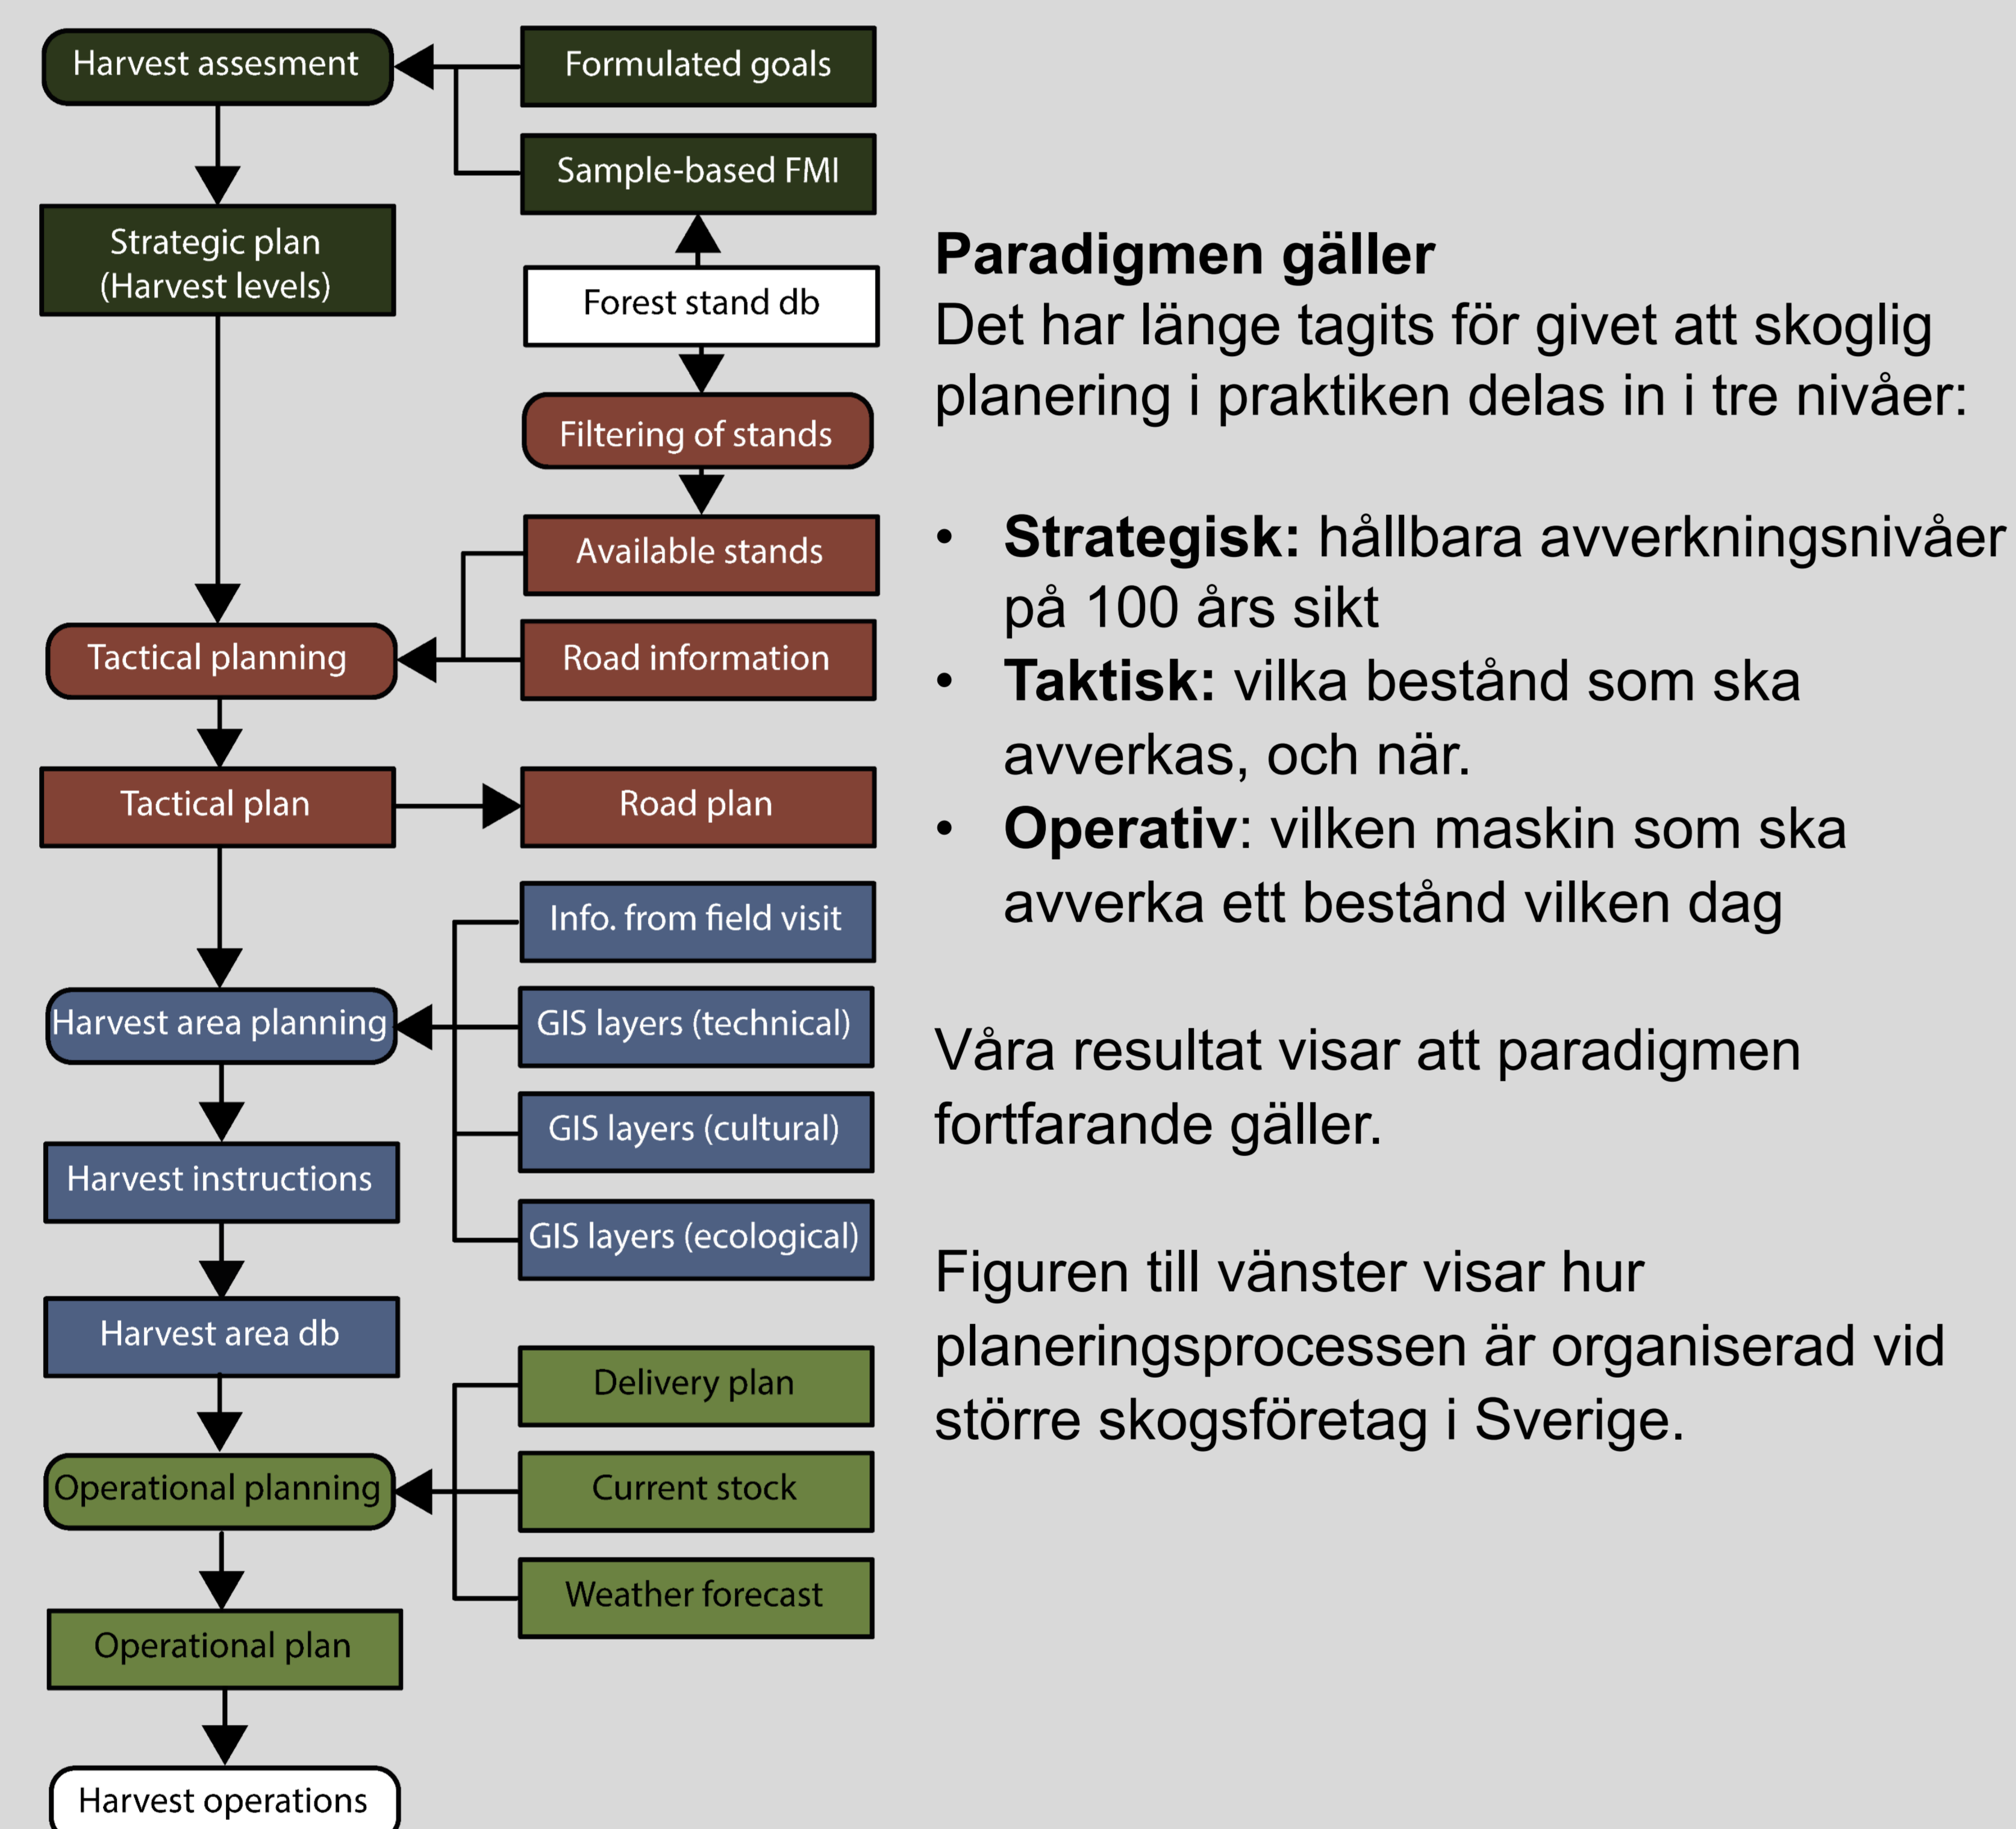 Harvest assesment
Formulated goals
Sample-based FMI
Strategic plan
(Harvest levels)
Forest stand db
Filtering of stands
Available stands
Tactical planning
Road information
Tactical plan
Road plan
Info. from field visit
Harvest area planning
GIS layers (technical)
GIS layers (cultural)
Harvest instructions
GIS layers (ecological)
Harvest area db
Delivery plan
Operational planning
Current stock
Weather forecast
Operational plan
Harvest operations
Paradigmen gäller
Det har länge tagits för givet att skoglig
planering i praktiken delas in i tre nivåer:
• Strategisk: hållbara avverkningsnivåer
på 100 års sikt
• Taktisk: vilka bestånd som ska
avverkas, och när.
• Operativ: vilken maskin som ska
avverka ett bestånd vilken dag
Våra resultat visar att paradigmen
fortfarande gäller.
Figuren till vänster visar hur
planeringsprocessen är organiserad vid
större skogsföretag i Sverige.